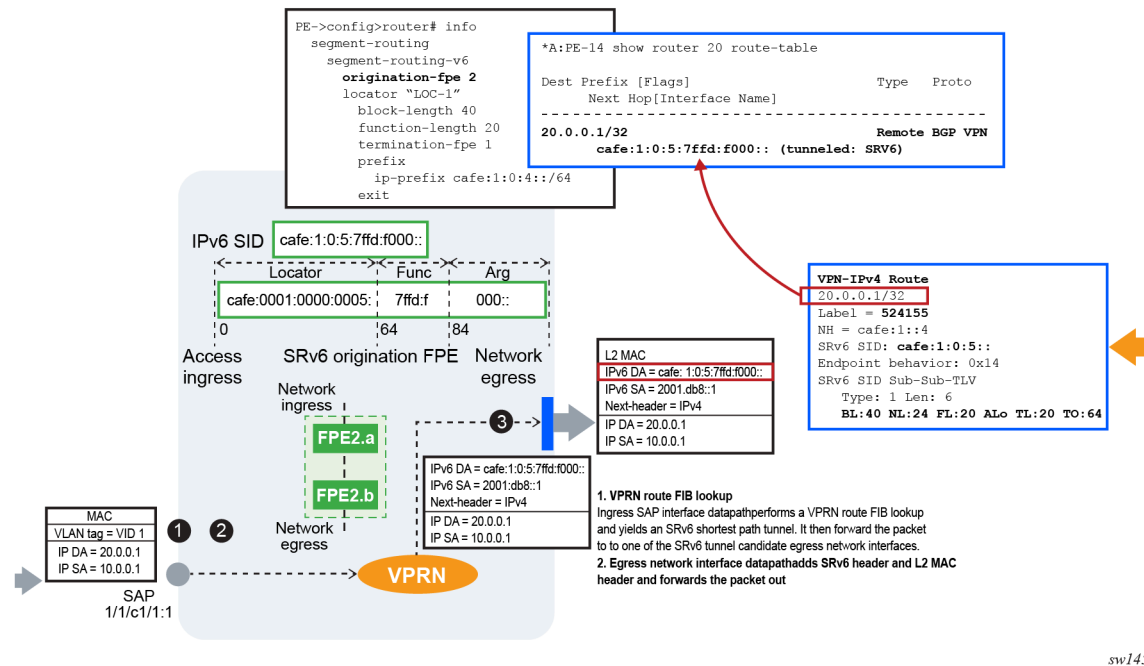 PE->config>router# info
segment-routing
segment-routing-v6
origination-fpe 2
locator “LOC-1”
block-length 40
function-length 20
termination-fpe 1
prefix
ip-prefix cafe:1:0:4::/64
exit
*A:PE-14 show router 20 route-table
Dest Prefix [Flags] Type Proto
Next Hop[Interface Name]
20.0.0.1/32 Remote BGP VPN
cafe:1:0:5:7ffd:f000:: (tunneled: SRV6)
IPv6 SID cafe:1:0:5:7ffd:f000::
Locator Func Arg
cafe:0001:0000:0005: 7ffd:f 000::
0 64 84
Access ingress
SRv6 origination FPE
Network egress
Network ingress
FPE2.a
FPE2.b
Network egress
VPRN
1
2
3
MAC
VLAN tag = VID 1
IP DA = 20.0.0.1
IP SA = 10.0.0.1
SAP
1/1/c1/1:1
IPv6 DA = cafe:1:0:5:7ffd:f000::
IPv6 SA = 2001:db8::1
Next-header = IPv4
IP DA = 20.0.0.1
IP SA = 10.0.0.1
L2 MAC
IPv6 DA = cafe: 1:0:5:7ffd:f000::
IPv6 SA = 2001.db8::1
Next-header = IPv4
IP DA = 20.0.0.1
IP SA = 10.0.0.1
VPN-IPv4 Route
20.0.0.1/32
Label = 524155
NH = cafe:1::4
SRv6 SID: cafe:1:0:5::
Endpoint behavior: 0x14
SRv6 SID Sub-Sub-TLV
Type: 1 Len: 6
BL:40 NL:24 FL:20 ALo TL:20 TO:64
1. VPRN route FIB lookup
Ingress SAP interface datapathperforms a VPRN route FIB lookup
and yields an SRv6 shortest path tunnel. It then forward the packet
to to one of the SRv6 tunnel candidate egress network interfaces.
2. Egress network interface datapathadds SRv6 header and L2 MAC
header and forwards the packet out